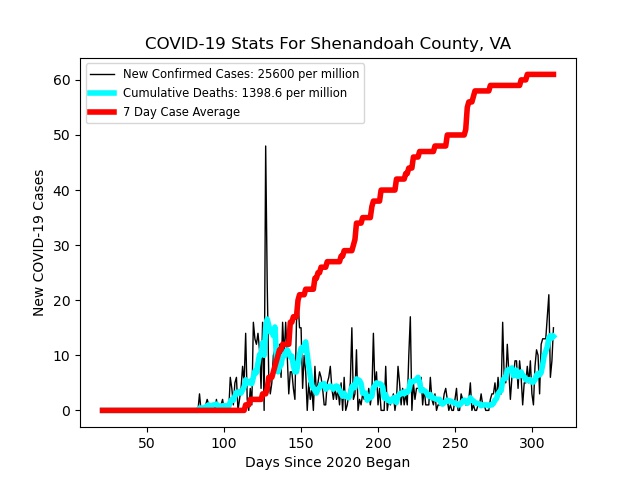 COVID-19 Stats For Shenandoah County, VA
New Confirmed Cases: 25600 per million
Cumulative Deaths: 1398.6 per million
7 Day Case Average
New COVID-19 Cases
60
50
40
30
20
10
0
50 100 150 200 250 300
Days Since 2020 Began